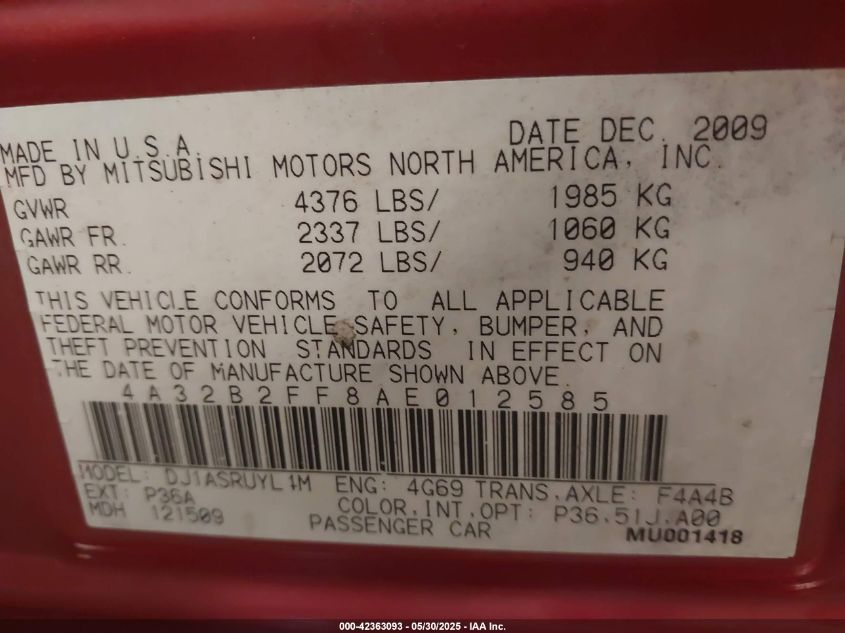 DATE DEC. 2009
MADE IN U.S.A.
MFD BY MITSUBISHI MOTORS NORTH AMERICA, INC.
GVWR 4376 LBS/ 1985 KG
GAWR FR. 2337 LBS/ 1060 KG
GAWR RR. 2072 LBS/ 940 KG
THIS VEHICLE CONFORMS TO ALL APPLICABLE
FEDERAL MOTOR VEHICLE SAFETY, BUMPER, AND
THEFT PREVENTION STANDARDS IN EFFECT ON
THE DATE OF MANUFACTURE SHOWN ABOVE.
4A32B2FF8AE012585
MODEL: ENG: 4G69 TRANS.AXLE: F4A4B
EXT: P36A COLOR,INT,OPT: P36.51J.A00
MDH 121509 PASSENGER CAR
MU001418
000-42363093 — 05/30/2025 — IAA Inc.